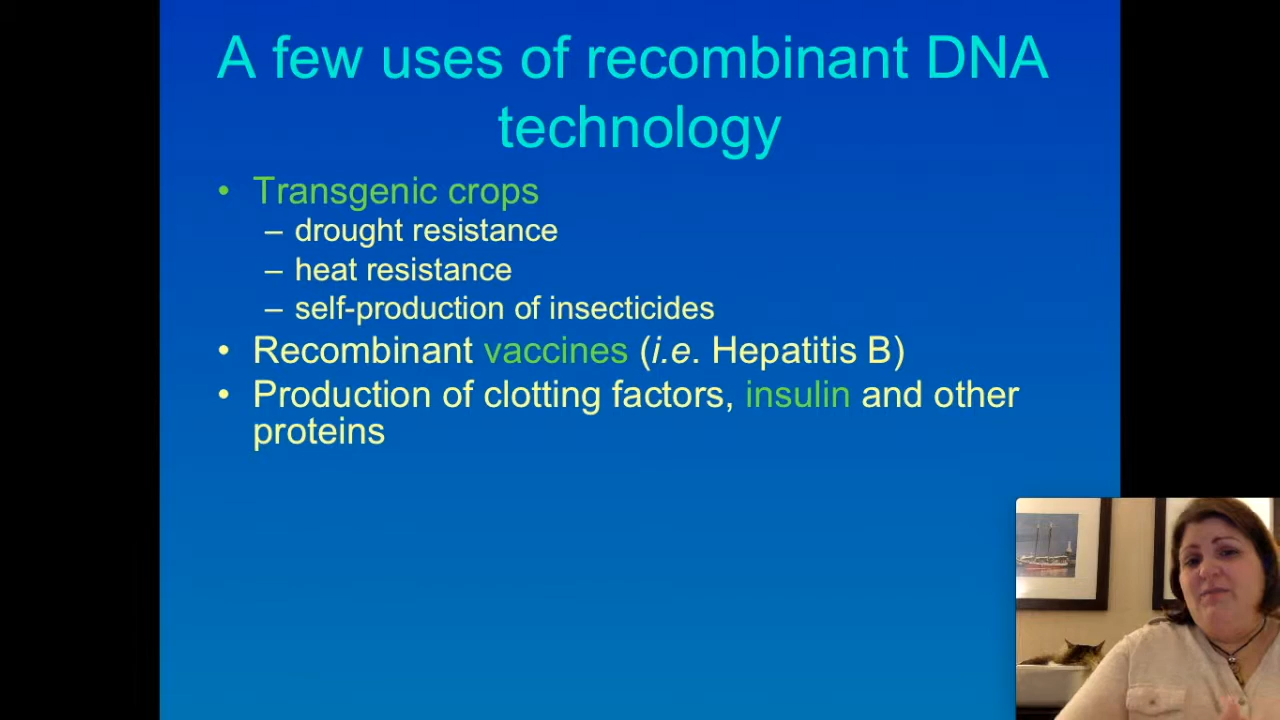 A few uses of recombinant DNA
technology
• Transgenic crops
– drought resistance
– heat resistance
– self-production of insecticides
• Recombinant vaccines (i.e. Hepatitis B)
• Production of clotting factors, insulin and other
proteins